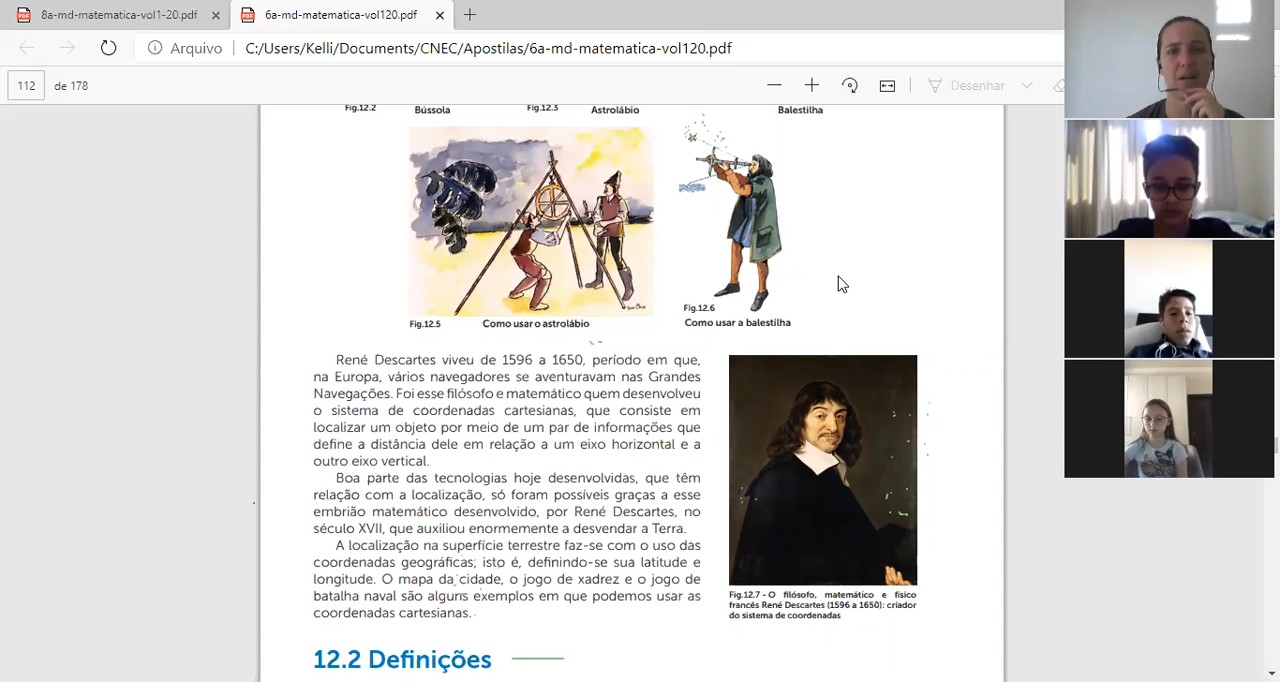 8a-md-matematica-vol1-20.pdf
6a-md-matematica-vol120.pdf
Arquivo
C:/Users/Kelli/Documents/CNEC/Apostilas/6a-md-matematica-vol120.pdf
112 de 178
Desenhar
Fig.12.2 Bússola Fig.12.3 Astrolábio Balestilha
Fig.12.5 Como usar o astrolábio
Fig.12.6
Como usar a balestilha
René Descartes viveu de 1596 a 1650, período em que,
na Europa, vários navegadores se aventuravam nas Grandes
Navegações. Foi esse filósofo e matemático quem desenvolveu
o sistema de coordenadas cartesianas, que consiste em
localizar um objeto por meio de um par de informações que
define a distância dele em relação a um eixo horizontal e a
outro eixo vertical.
Boa parte das tecnologias hoje desenvolvidas, que têm
relação com a localização, só foram possíveis graças a esse
embrião matemático desenvolvido, por René Descartes, no
século XVII, que auxiliou enormemente a desvendar a Terra.
A localização na superfície terrestre faz-se com o uso das
coordenadas geográficas; isto é, definindo-se sua latitude e
longitude. O mapa da cidade, o jogo de xadrez e o jogo de
batalha naval são alguns exemplos em que podemos usar as
coordenadas cartesianas.
Fig.12.7 - O filósofo, matemático e físico
francês René Descartes (1596 a 1650): criador
do sistema de coordenadas
12.2 Definições